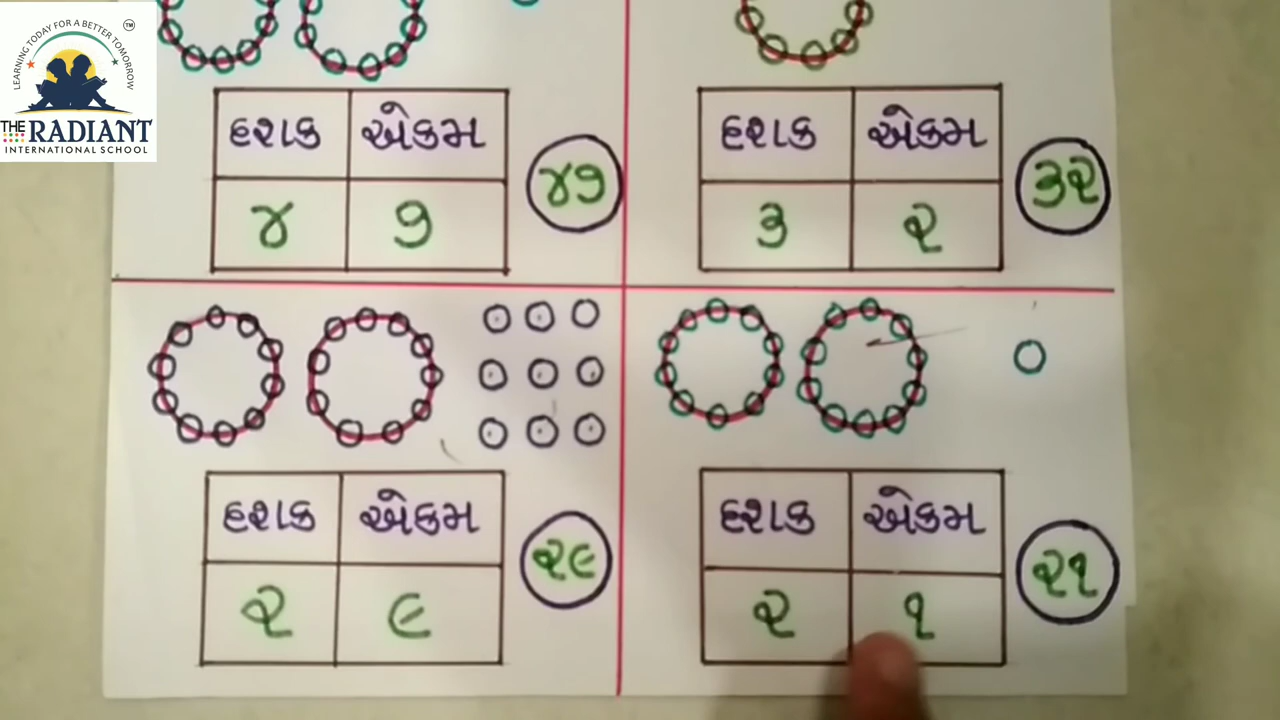 LEARNING TODAY FOR A BETTER TOMORROW
TM
THE RADIANT
INTERNATIONAL SCHOOL
દશક એકમ
૪ ૭
૪૭
દશક એકમ
૩ ૨
૩૨
દશક એકમ
૨ ૯
૨૯
દશક એકમ
૨ ૧
૨૧